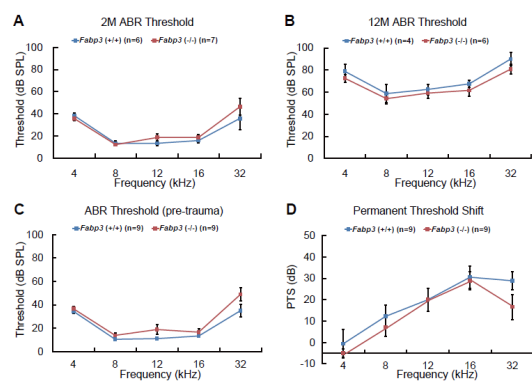 A
2M ABR Threshold
Fabp3 (+/+) (n=6) Fabp3 (-/-) (n=7)
Threshold (dB SPL)
100
80
60
40
20
0
4 8 12 16 32
Frequency (kHz)
B
12M ABR Threshold
Fabp3 (+/+) (n=4) Fabp3 (-/-) (n=6)
Threshold (dB SPL)
100
80
60
40
20
0
4 8 12 16 32
Frequency (kHz)
C
ABR Threshold (pre-trauma)
Fabp3 (+/+) (n=9) Fabp3 (-/-) (n=9)
Threshold (dB SPL)
100
80
60
40
20
0
4 8 12 16 32
Frequency (kHz)
D
Permanent Threshold Shift
Fabp3 (+/+) (n=9) Fabp3 (-/-) (n=9)
PTS (dB)
50
40
30
20
10
0
-10
4 8 12 16 32
Frequency (kHz)